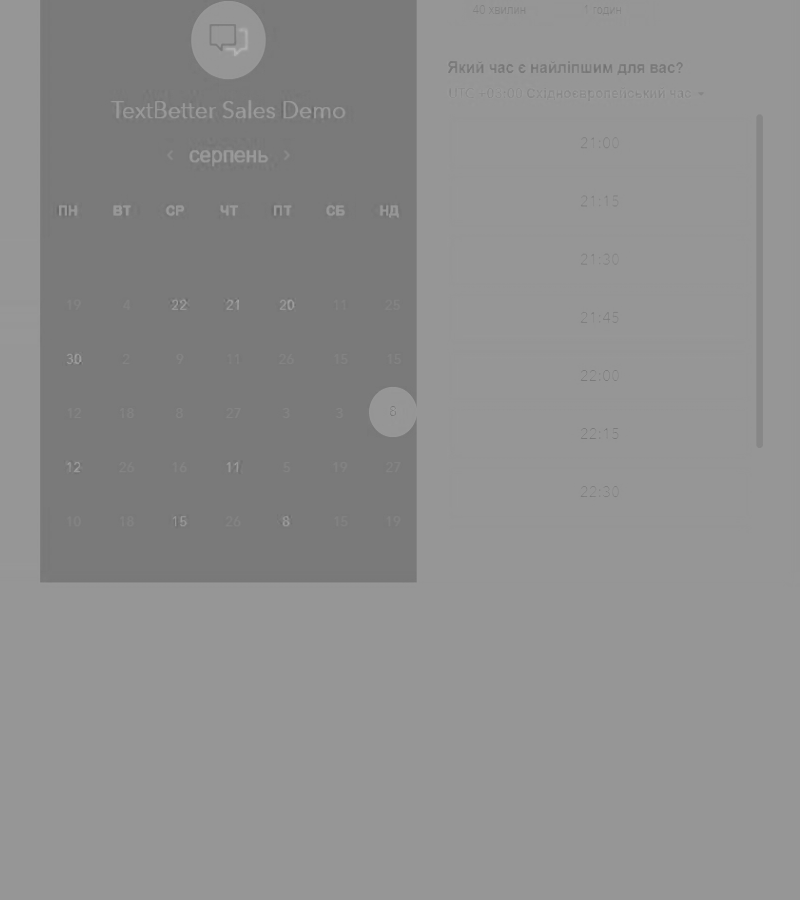 TextBetter Sales Demo
серпень
ПН ВТ СР ЧТ ПТ СБ НД
19 4 22 21 20 11 25
30 2 9 11 26 15 15
12 18 8 27 3 3 8
12 26 16 11 5 19 27
10 18 15 26 8 15 19
40 хвилин 1 годин
Який час є найліпшим для вас?
UTC +03:00 Східноєвропейський час
21:00
21:15
21:30
21:45
22:00
22:15
22:30